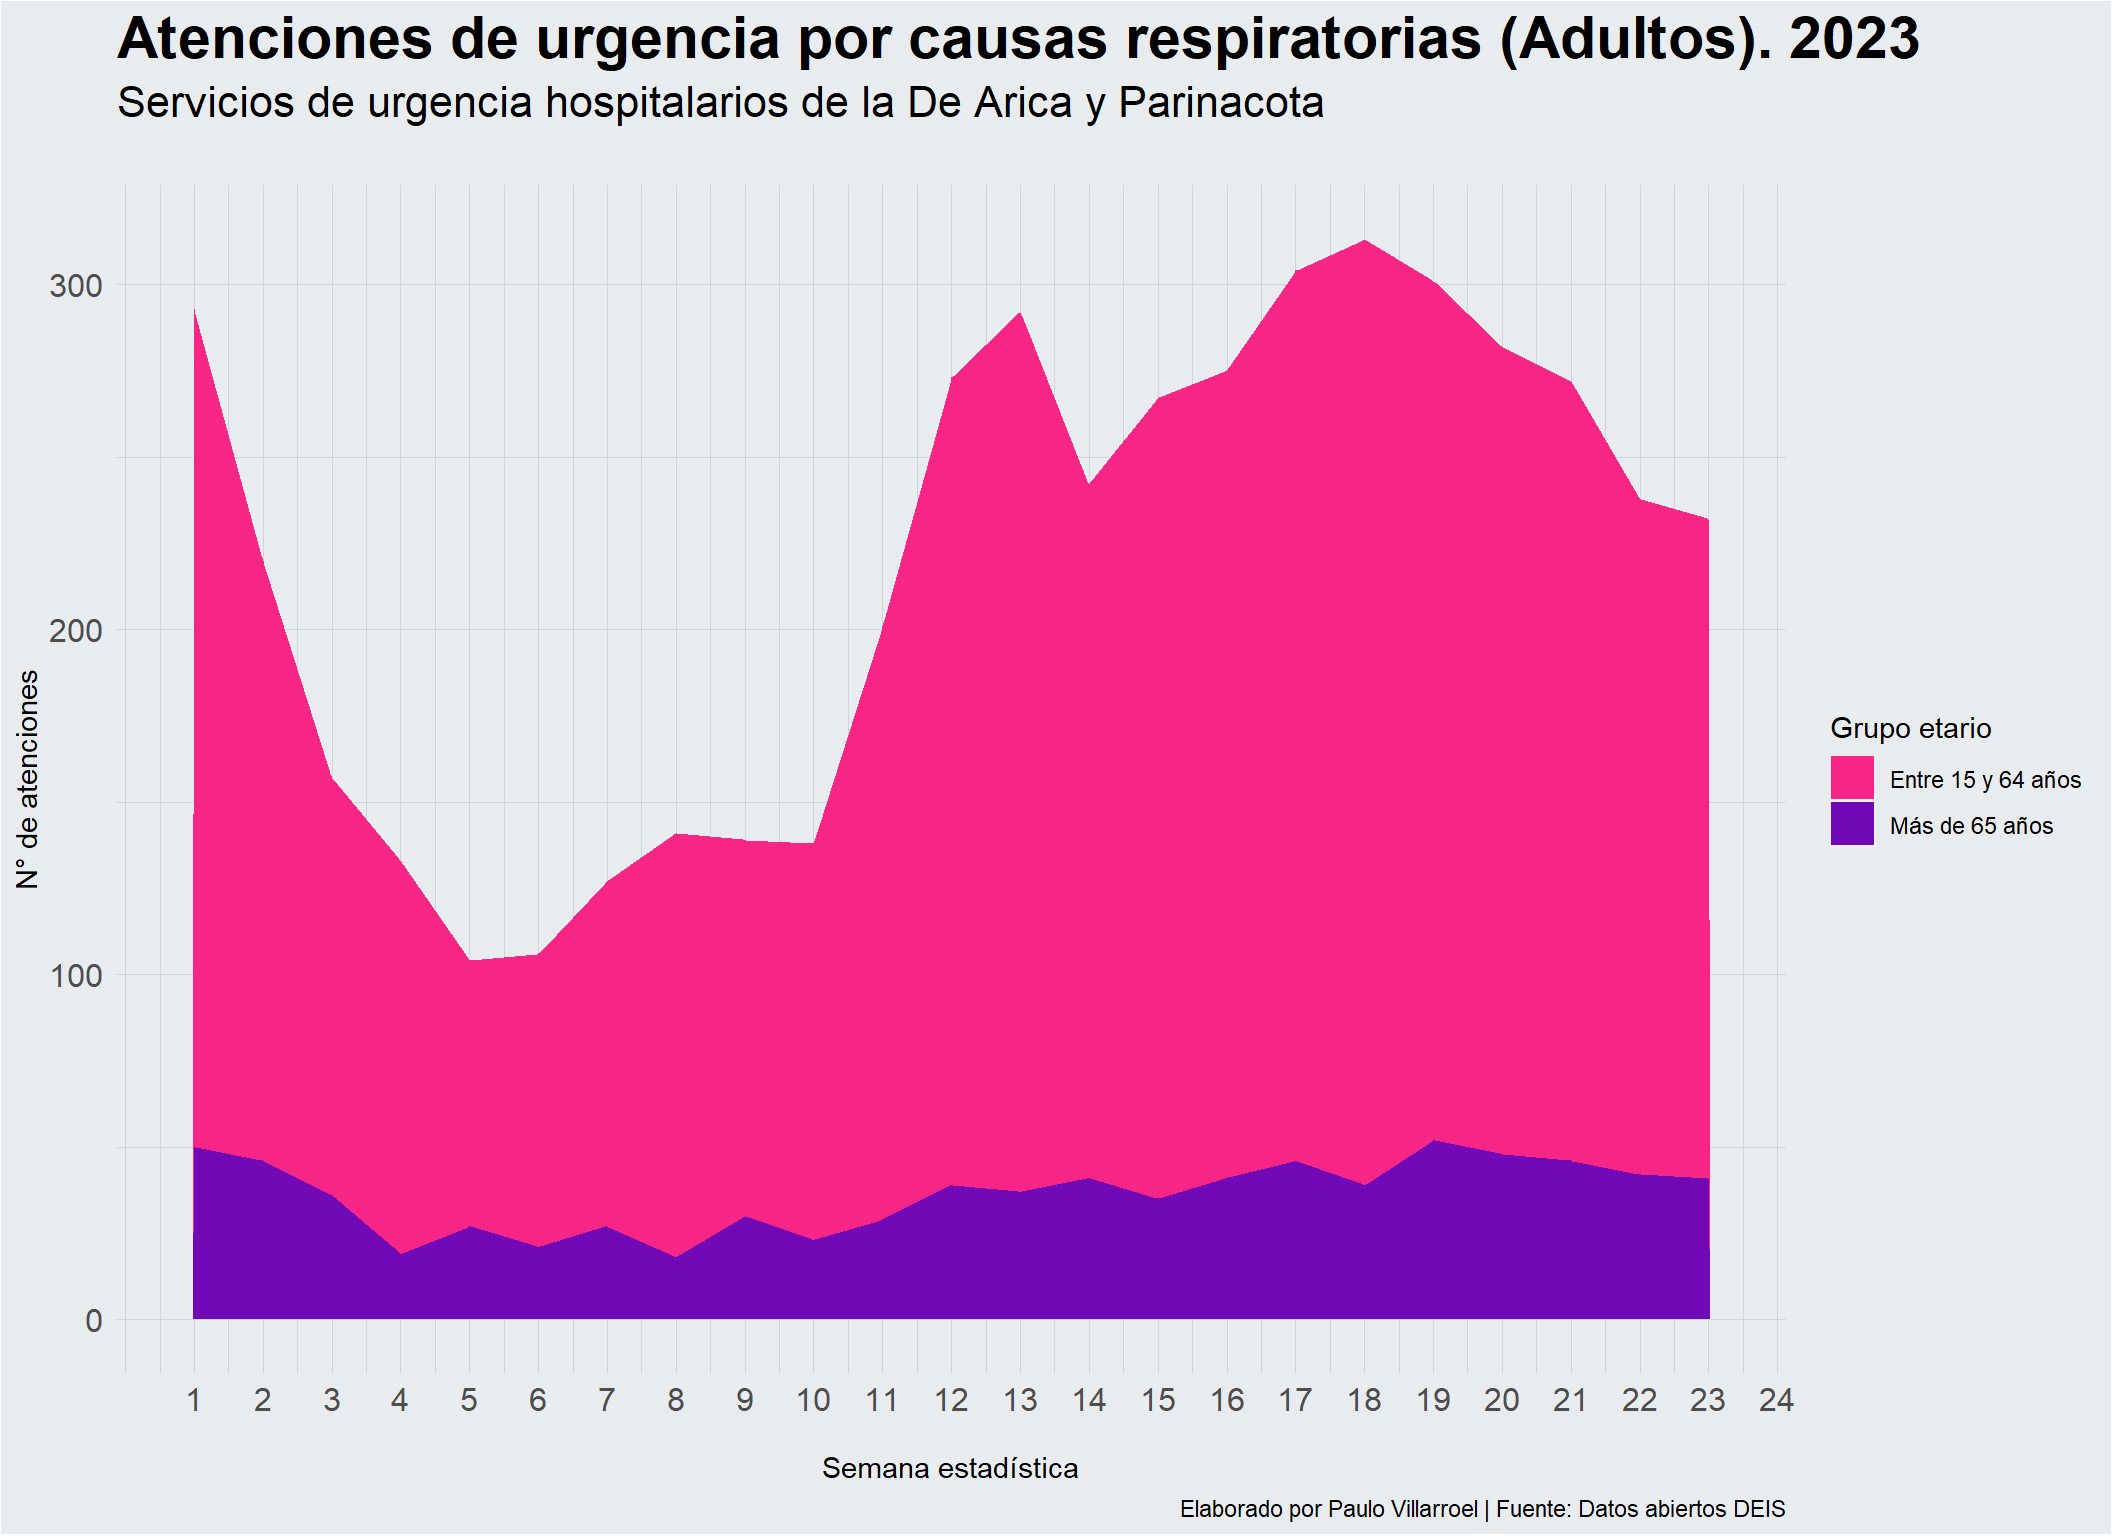 Atenciones de urgencia por causas respiratorias (Adultos). 2023
Servicios de urgencia hospitalarios de la De Arica y Parinacota
300
200
100
0
N° de atenciones
1 2 3 4 5 6 7 8 9 10 11 12 13 14 15 16 17 18 19 20 21 22 23 24
Semana estadística
Grupo etario
Entre 15 y 64 años
Más de 65 años
Elaborado por Paulo Villarroel | Fuente: Datos abiertos DEIS